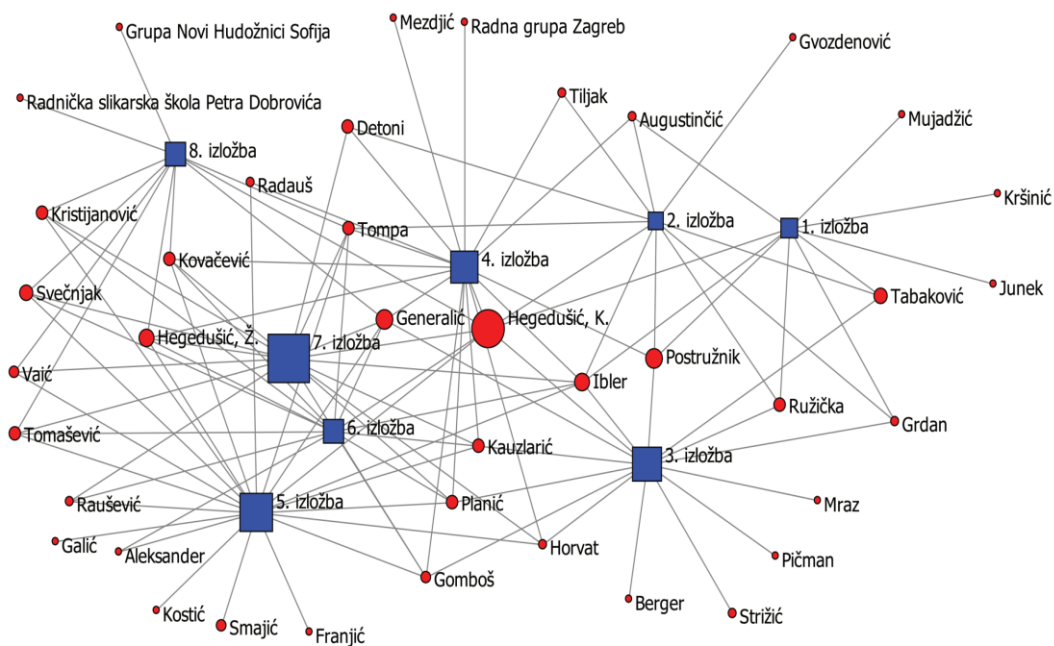 Mezdjić
Radna grupa Zagreb
Grupa Novi Hudožnici Sofija
Gvozdenović
Tiljak
Radnička slikarska škola Petra Dobrovića
Augustinčić
Mujadžić
Detoni
8. izložba
Radauš
Kršinić
Kristijanović
Tompa
2. izložba
1. izložba
Kovačević
4. izložba
Junek
Svečnjak
Tabaković
Generalić
Hegedušić, K.
Hegedušić, Ž.
7. izložba
Postružnik
Vaić
Ibler
Ružička
Grdan
Tomašević
6. izložba
Kauzlarić
3. izložba
Raušević
5. izložba
Planić
Mraz
Galić
Aleksander
Horvat
Pičman
Gomboš
Berger
Kostić
Strižić
Smajić
Franjić